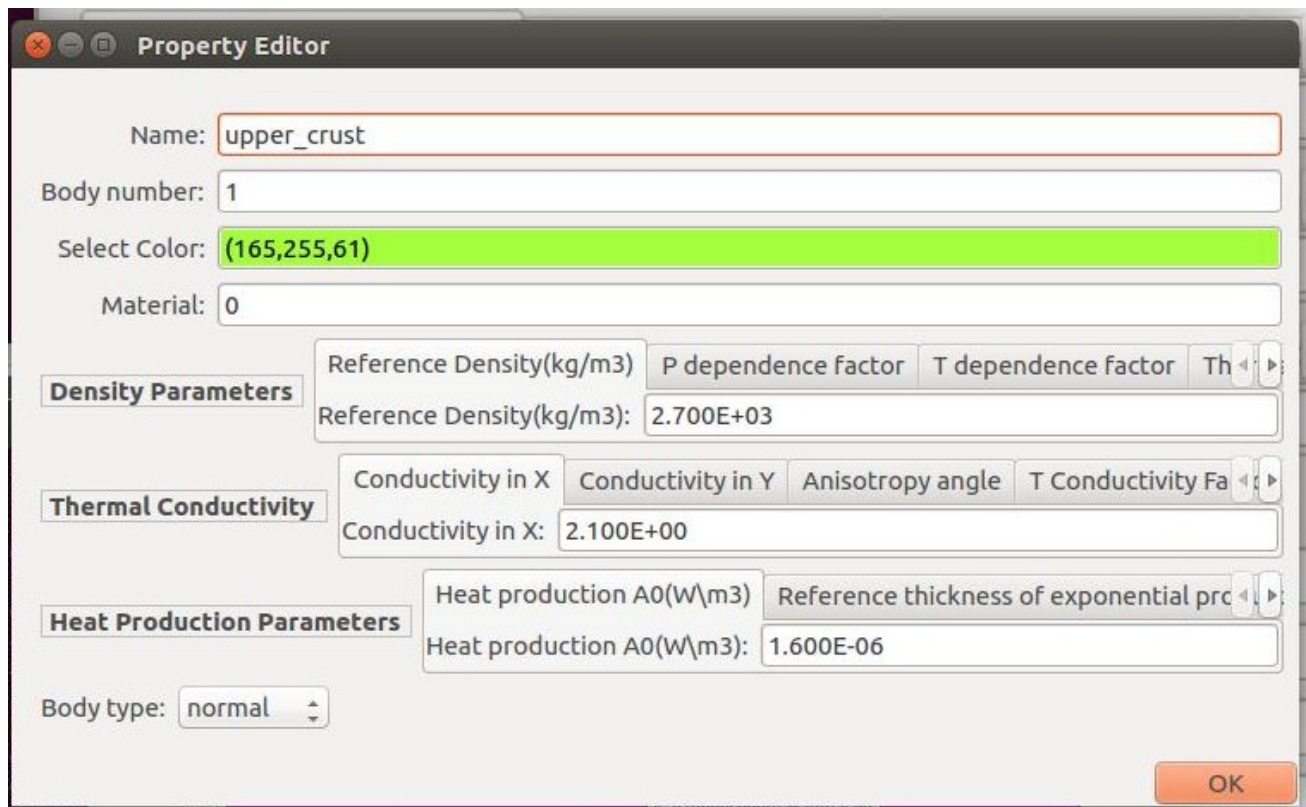 Property Editor
Name: upper_crust
Body number: 1
Select Color: (165,255,61)
Material: 0
Density Parameters
Reference Density(kg/m3) P dependence factor T dependence factor
Reference Density(kg/m3): 2.700E+03
Thermal Conductivity
Conductivity in X Conductivity in Y Anisotropy angle T Conductivity
Conductivity in X: 2.100E+00
Heat Production Parameters
Heat production A0(W\m3) Reference thickness of exponential
Heat production A0(W\m3): 1.600E-06
Body type: normal
OK